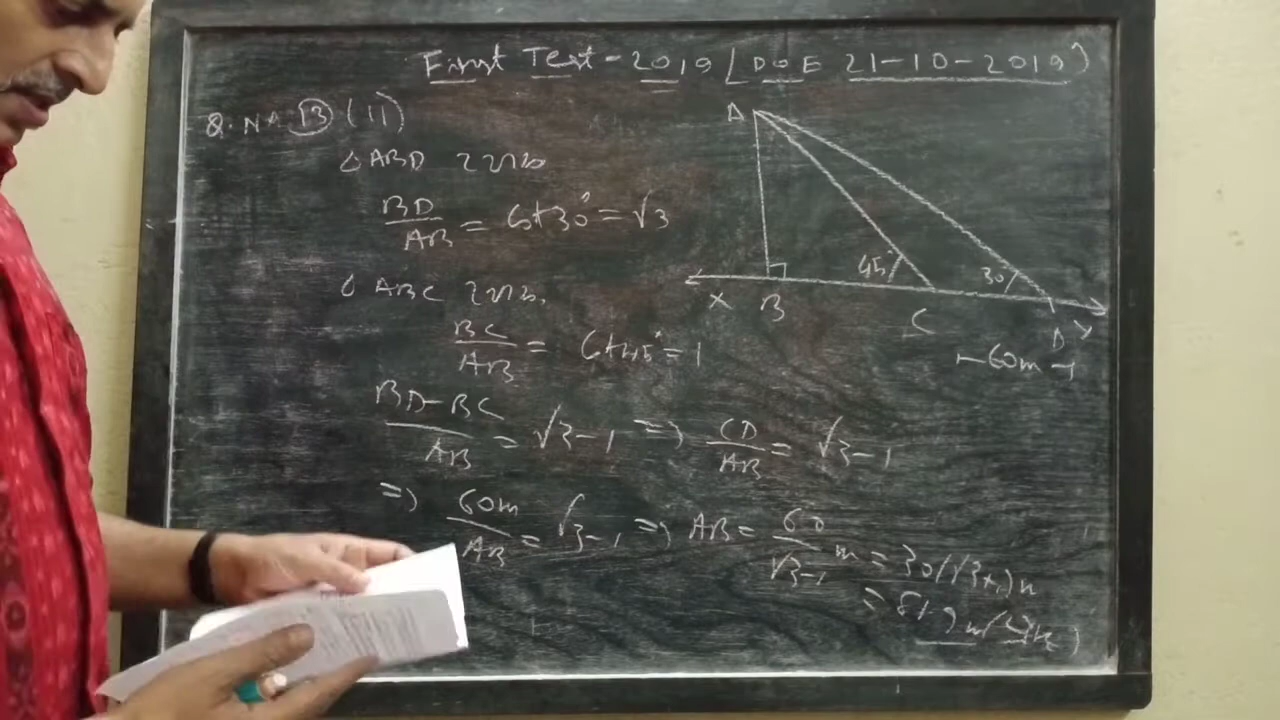 First Test - 2019 (DOE 21-10-2019)
Q. No. 13 (11)
△ ABD
BD/AB = Cot 30° = √3
△ ABC
BC/AB = Cot 45° = 1
BD-BC/AB = √3-1 ⇒ CD/AB = √3-1
⇒ 60m/AB = √3-1 ⇒ AB = 60/√3-1 m = 30(√3+1)m
= 81.9 m
A
45°
30°
X B C D Y
60m